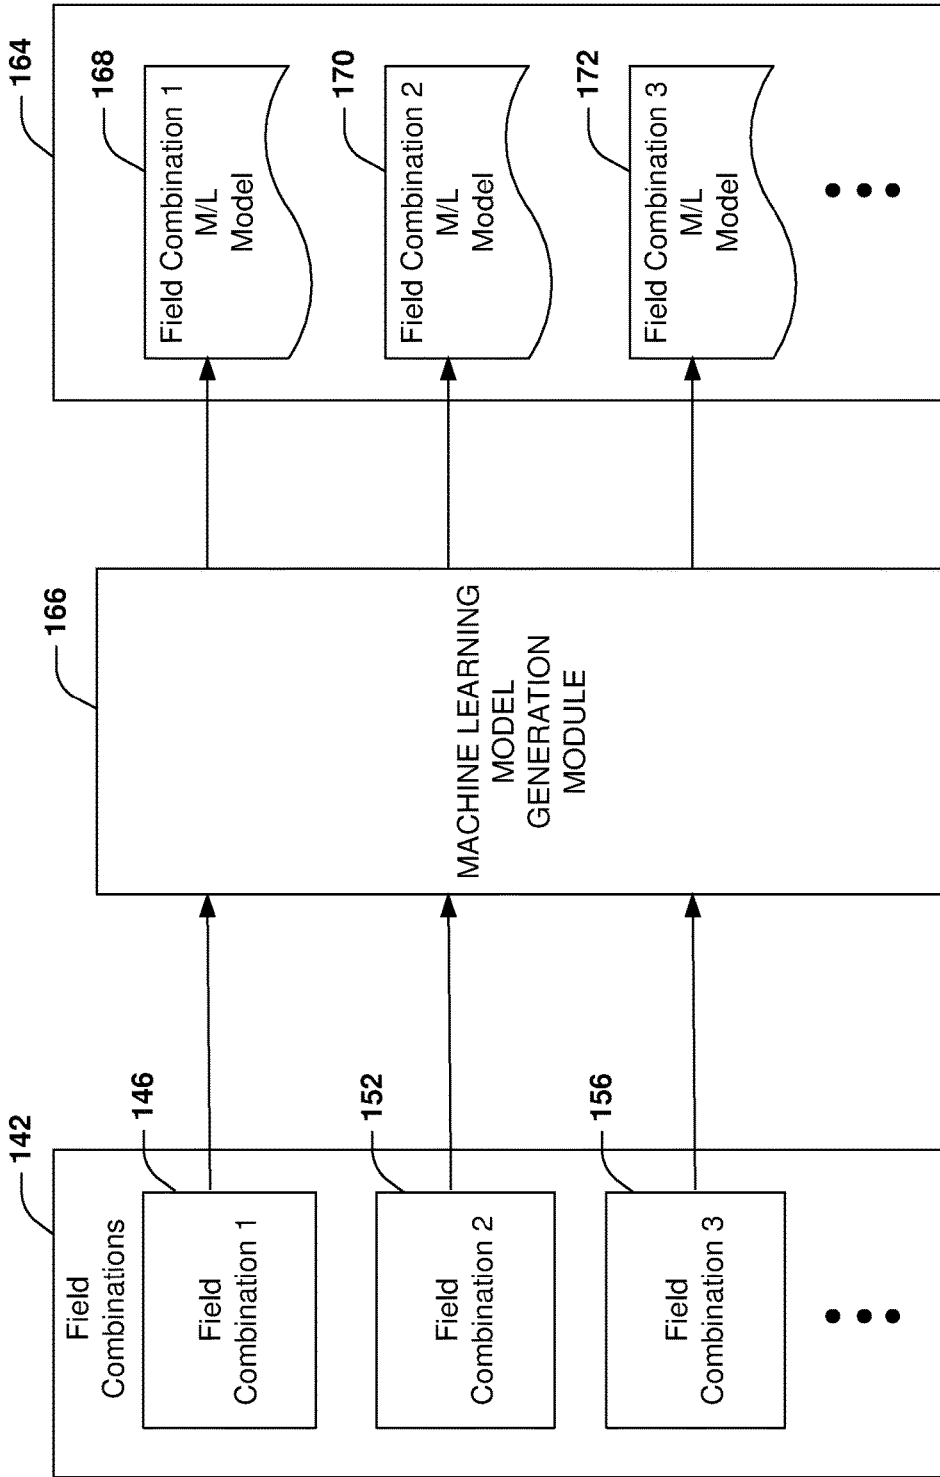 142
Field
Combinations
146
Field
Combination 1
152
Field
Combination 2
156
Field
Combination 3
166
MACHINE LEARNING
MODEL
GENERATION
MODULE
164
168
Field Combination 1
M/L
Model
170
Field Combination 2
M/L
Model
172
Field Combination 3
M/L
Model